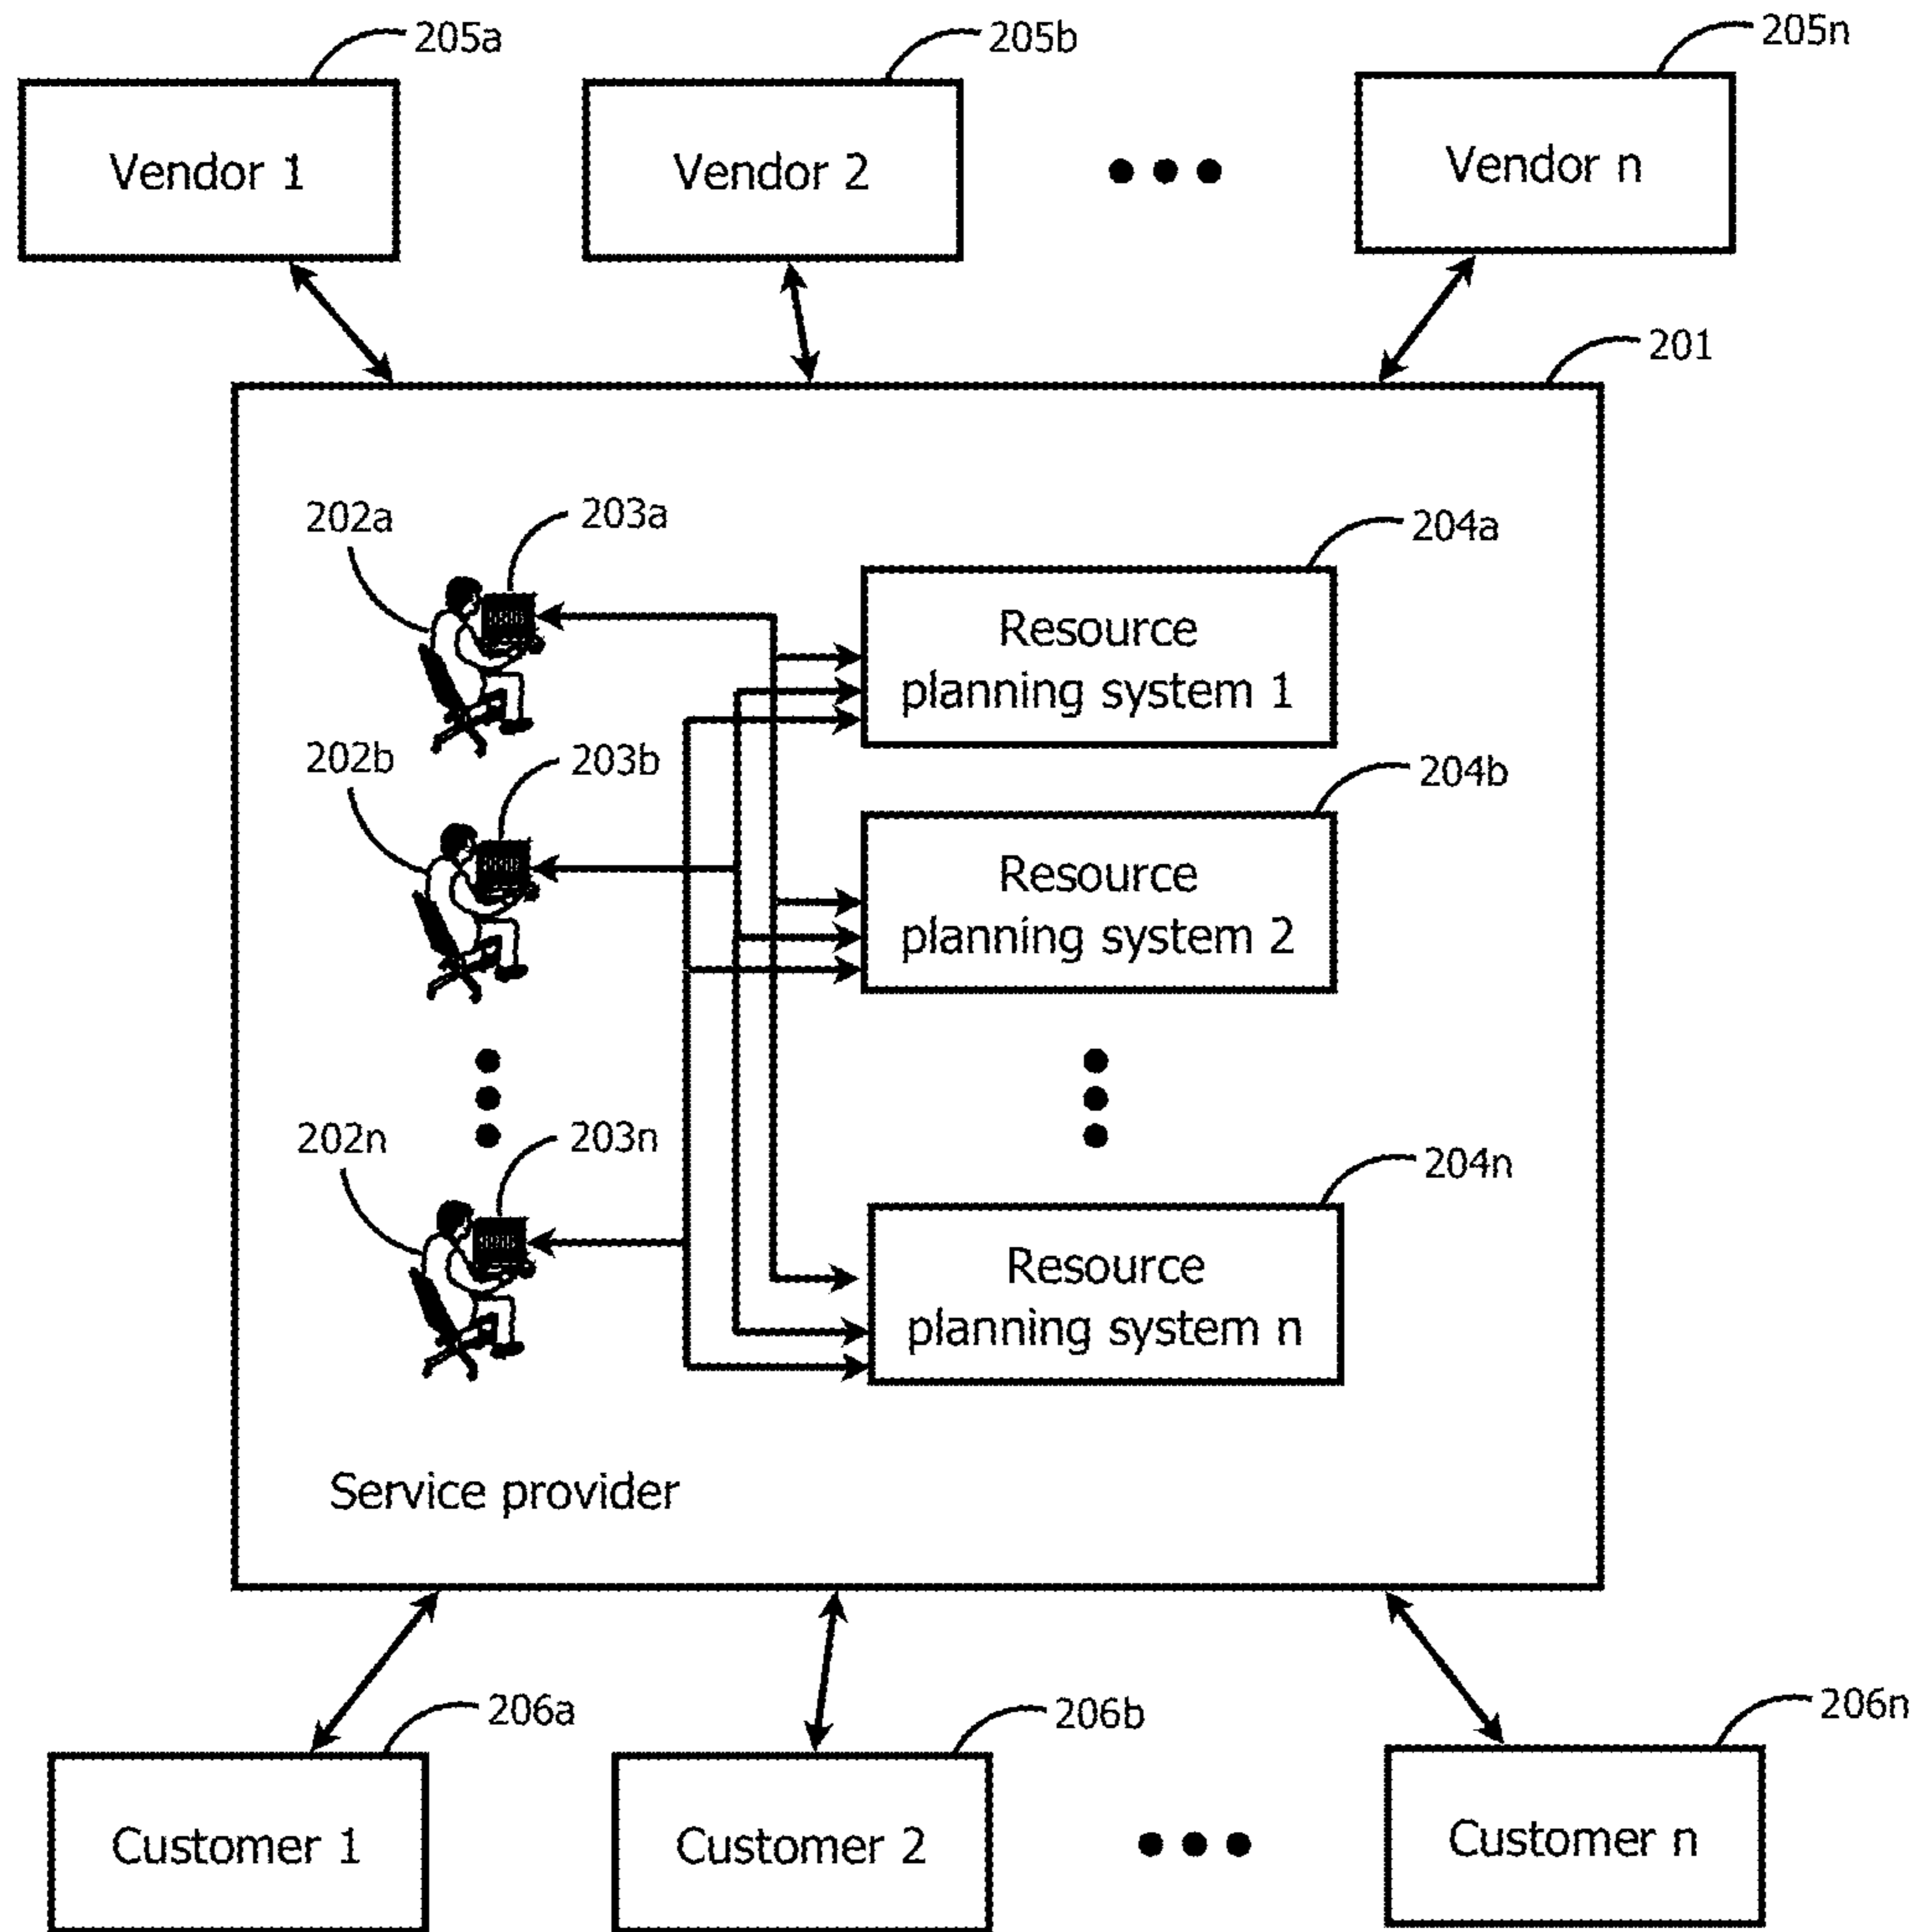 205a
205b
205n
Vendor 1
Vendor 2
Vendor n
201
202a
203a
204a
Resource
planning system 1
202b
203b
204b
Resource
planning system 2
202n
203n
204n
Resource
planning system n
Service provider
206a
206b
206n
Customer 1
Customer 2
Customer n